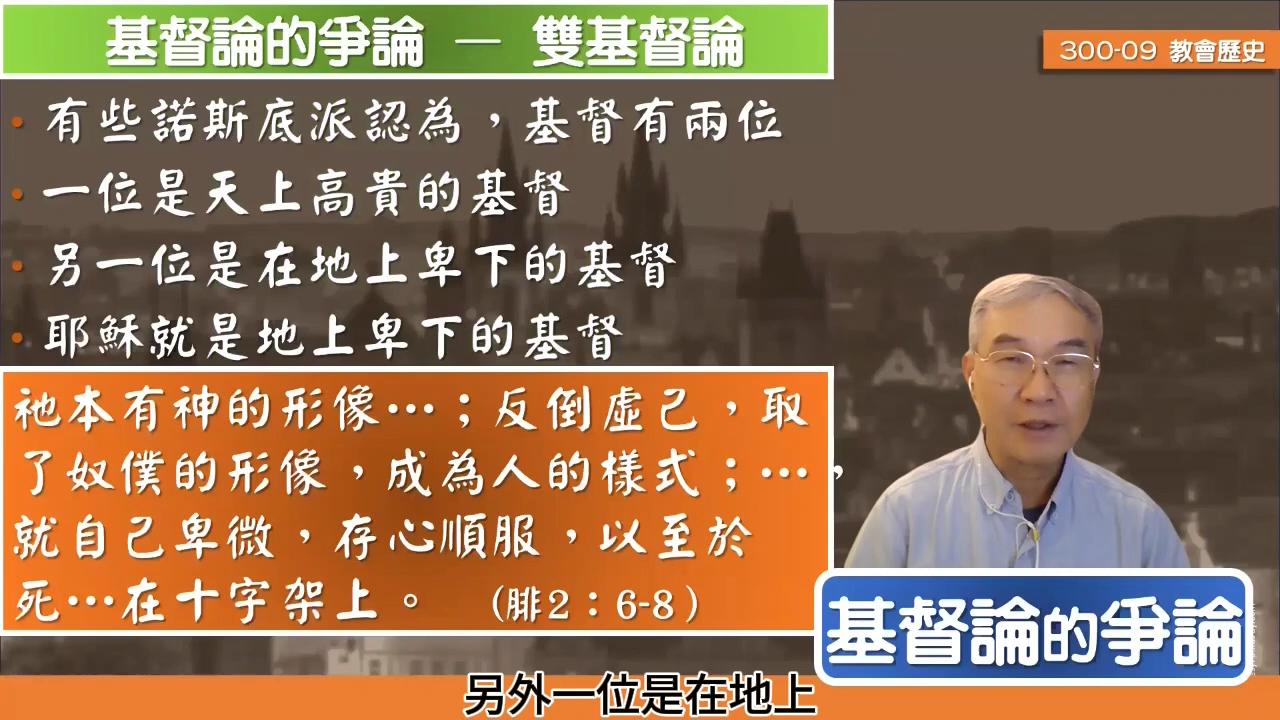 基督論的爭論 — 雙基督論
300-09 教會歷史
• 有些諾斯底派認為，基督有兩位
• 一位是天上高貴的基督
• 另一位是在地上卑下的基督
• 耶穌就是地上卑下的基督
祂本有神的形像…；反倒虛己，取
了奴僕的形像，成為人的樣式；…，
就自己卑微，存心順服，以至於
死…在十字架上。 (腓2：6-8)
基督論的爭論
另外一位是在地上